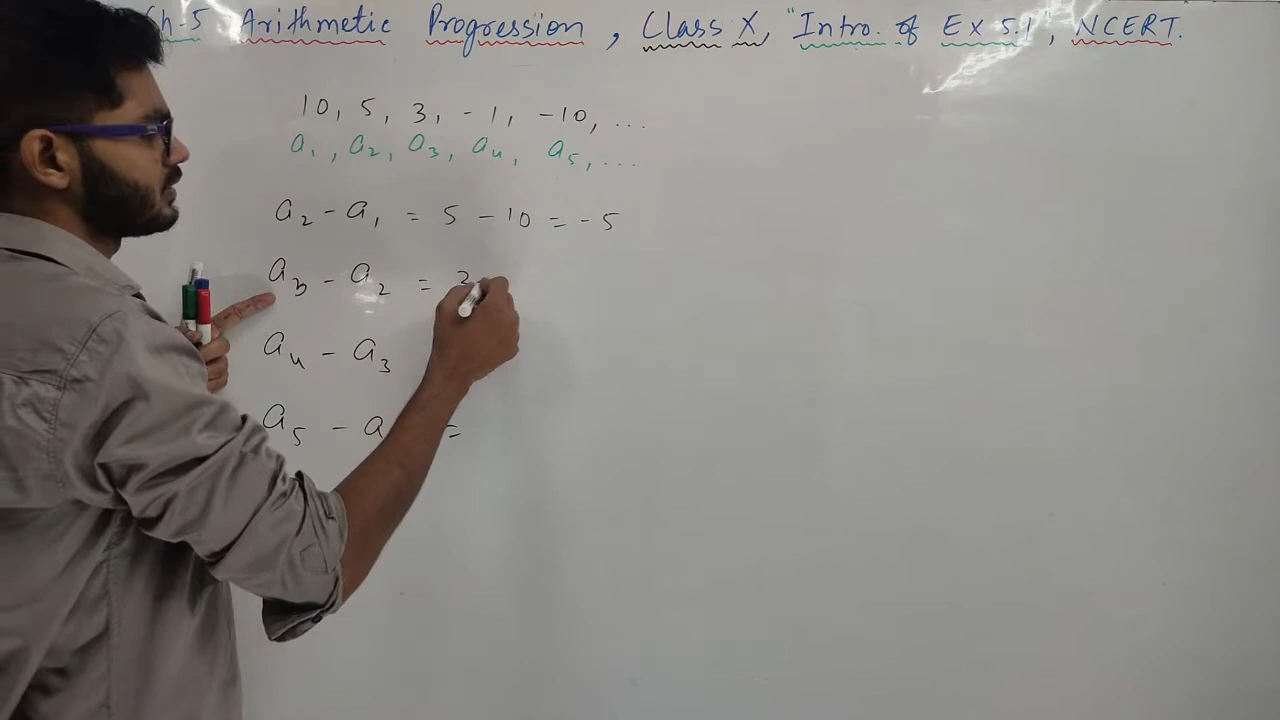 Ch-5 Arithmetic Progression, Class X, "Intro. of Ex 5.1", NCERT.
10, 5, 3, -1, -10, ...
a₁, a₂, a₃, a₄, a₅, ...
a₂ - a₁ = 5 - 10 = -5
a₃ - a₂ = 3
a₄ - a₃
a₅ - a =